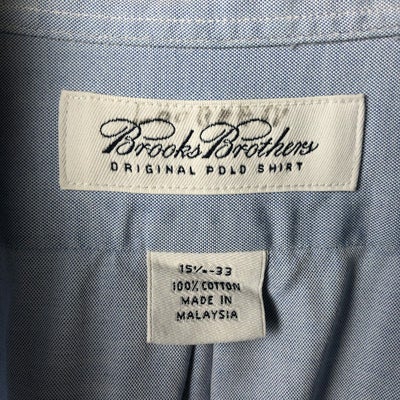 Brooks Brothers
ORIGINAL POLO SHIRT
15½-33
100% COTTON
MADE IN
MALAYSIA